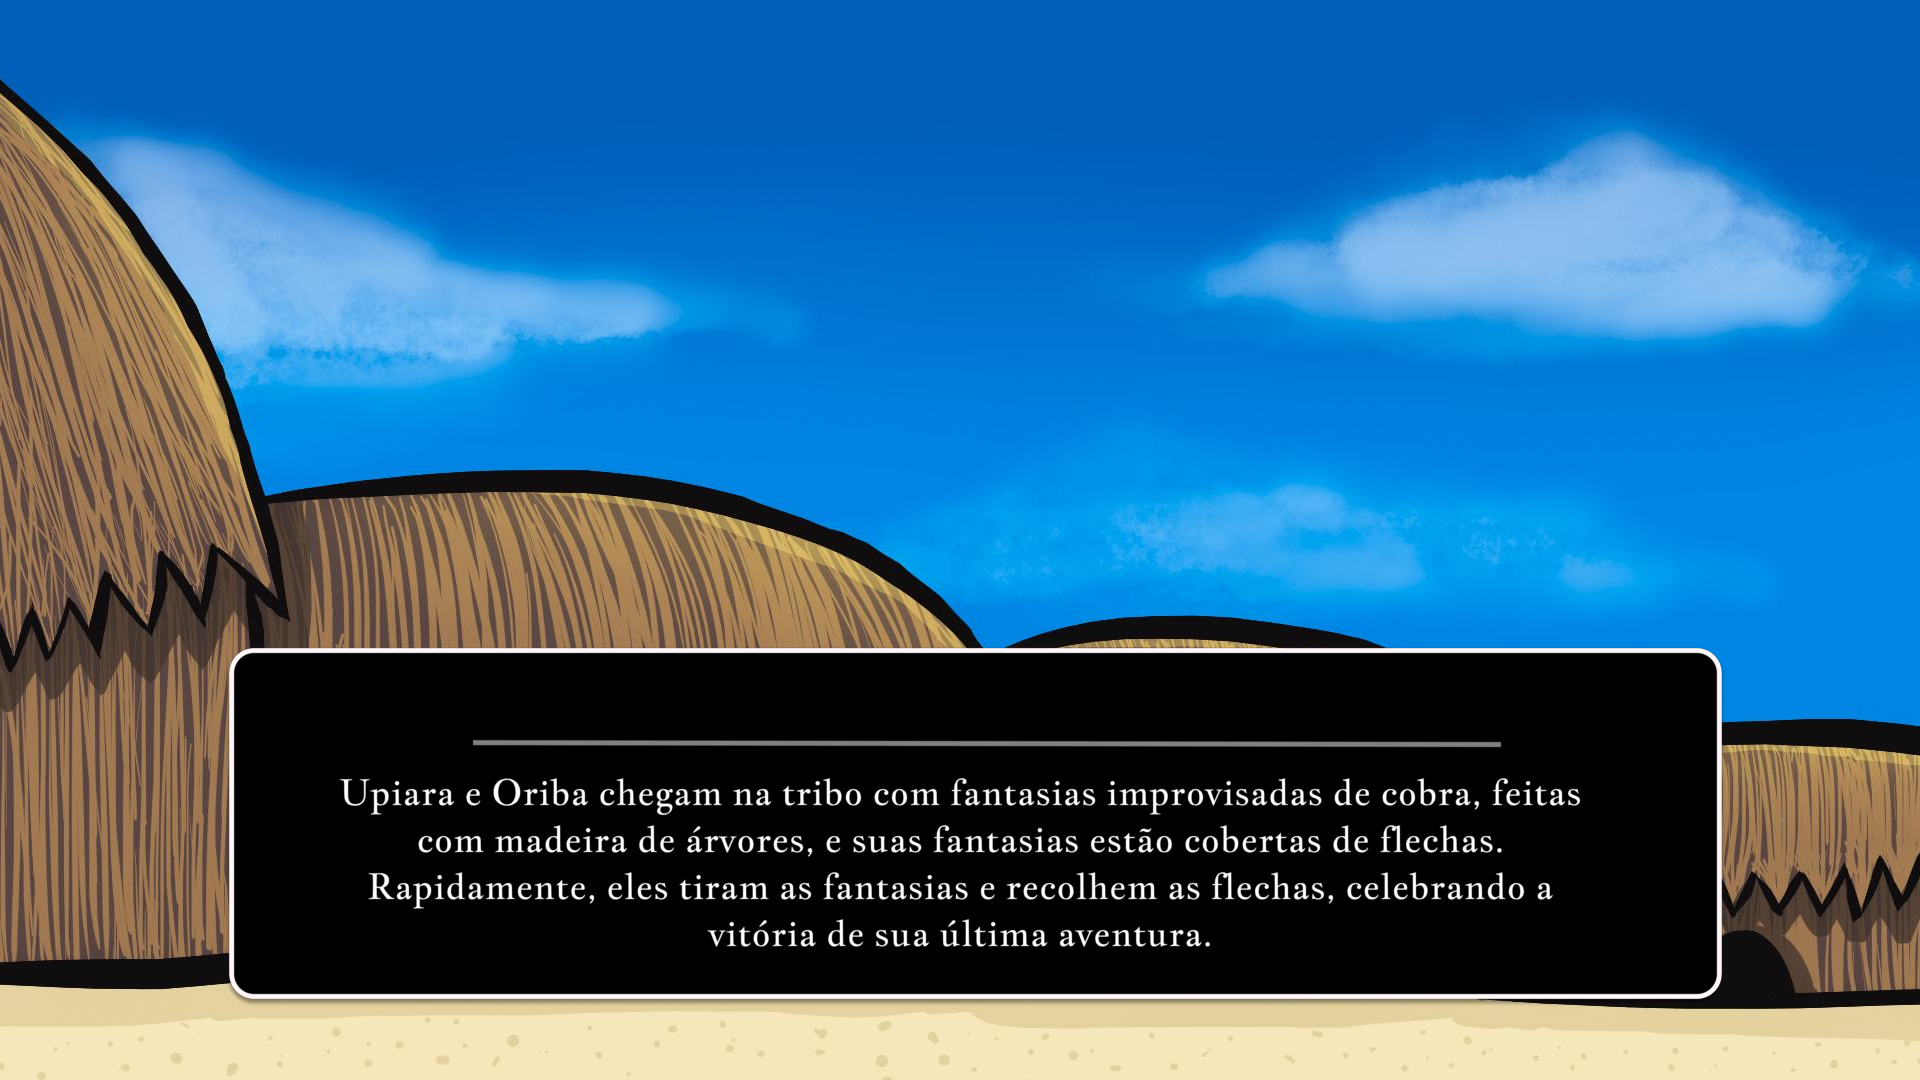 Upiara e Oriba chegam na tribo com fantasias improvisadas de cobra, feitas
com madeira de árvores, e suas fantasias estão cobertas de flechas.
Rapidamente, eles tiram as fantasias e recolhem as flechas, celebrando a
vitória de sua última aventura.